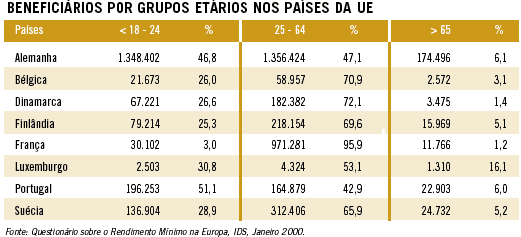 BENEFICIÁRIOS POR GRUPOS ETÁRIOS NOS PAÍSES DA UE
Países < 18 - 24 % 25 - 64 % > 65 %
Alemanha 1.348.402 46,8 1.356.424 47,1 174.496 6,1
Bélgica 21.673 26,0 58.957 70,9 2.572 3,1
Dinamarca 67.221 26,6 182.382 72,1 3.475 1,4
Finlândia 79.214 25,3 218.154 69,6 15.969 5,1
França 30.102 3,0 971.281 95,9 11.766 1,2
Luxemburgo 2.503 30,8 4.324 53,1 1.310 16,1
Portugal 196.253 51,1 164.879 42,9 22.903 6,0
Suécia 136.904 28,9 312.406 65,9 24.732 5,2
Fonte: Questionário sobre o Rendimento Mínimo na Europa, IDS, Janeiro 2000.